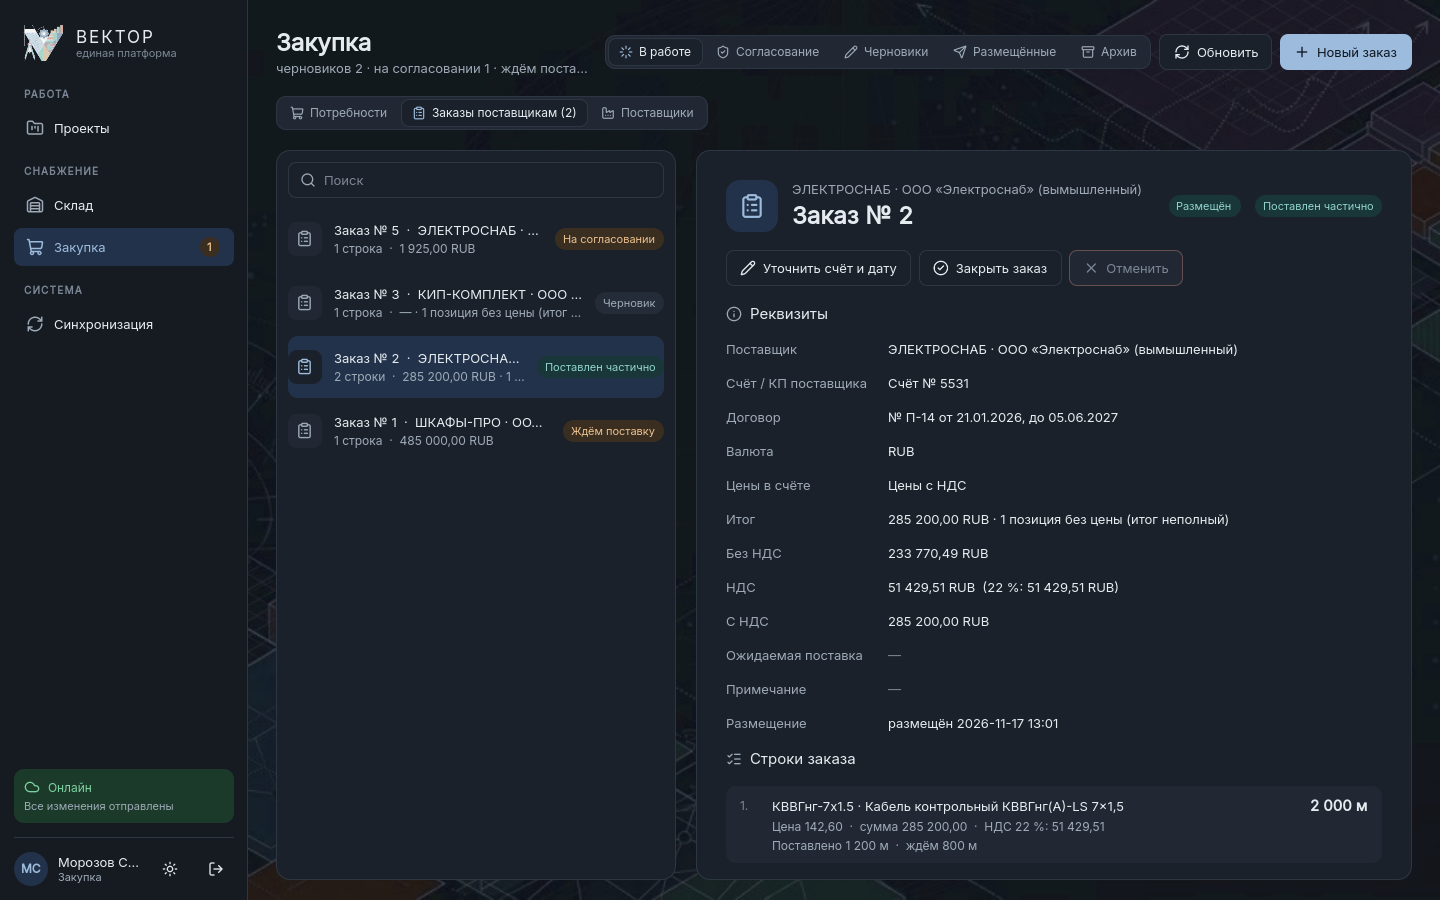 ВЕКТОР
единая платформа
РАБОТА
Проекты
СНАБЖЕНИЕ
Склад
Закупка
1
СИСТЕМА
Синхронизация
Онлайн
Все изменения отправлены
МС
Морозов С...
Закупка
Закупка
черновиков 2 · на согласовании 1 · ждём поста...
В работе
Согласование
Черновики
Размещённые
Архив
Обновить
Новый заказ
Потребности
Заказы поставщикам (2)
Поставщики
Поиск
Заказ № 5 · ЭЛЕКТРОСНАБ · ...
1 строка · 1 925,00 RUB
На согласовании
Заказ № 3 · КИП-КОМПЛЕКТ · ООО ...
1 строка · — · 1 позиция без цены (итог ...
Черновик
Заказ № 2 · ЭЛЕКТРОСНА...
2 строки · 285 200,00 RUB · 1 ...
Поставлен частично
Заказ № 1 · ШКАФЫ-ПРО · ОО...
1 строка · 485 000,00 RUB
Ждём поставку
ЭЛЕКТРОСНАБ · ООО «Электроснаб» (вымышленный)
Заказ № 2
Размещён
Поставлен частично
Уточнить счёт и дату
Закрыть заказ
Отменить
Реквизиты
Поставщик ЭЛЕКТРОСНАБ · ООО «Электроснаб» (вымышленный)
Счёт / КП поставщика Счёт № 5531
Договор № П-14 от 21.01.2026, до 05.06.2027
Валюта RUB
Цены в счёте Цены с НДС
Итог 285 200,00 RUB · 1 позиция без цены (итог неполный)
Без НДС 233 770,49 RUB
НДС 51 429,51 RUB (22 %: 51 429,51 RUB)
С НДС 285 200,00 RUB
Ожидаемая поставка —
Примечание —
Размещение размещён 2026-11-17 13:01
Строки заказа
1. КВВГнг-7x1.5 · Кабель контрольный КВВГнг(А)-LS 7×1,5 2 000 м
Цена 142,60 · сумма 285 200,00 · НДС 22 %: 51 429,51
Поставлено 1 200 м · ждём 800 м